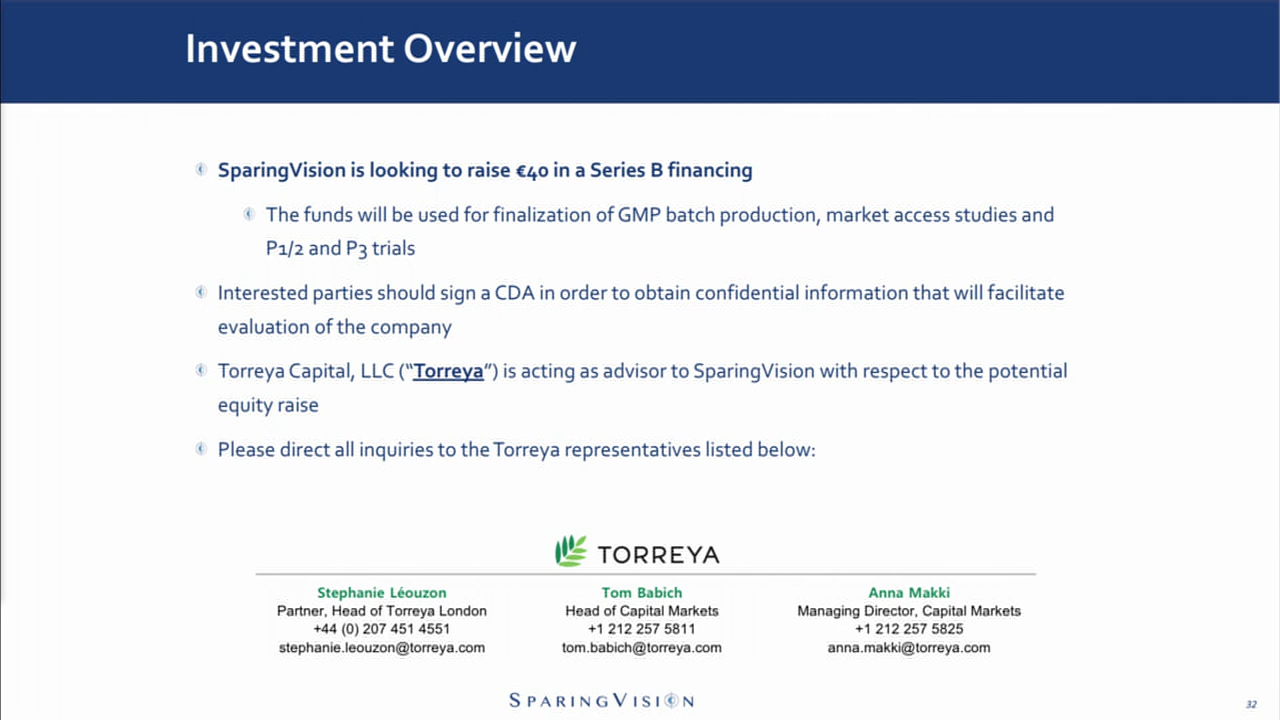 Investment Overview
SparingVision is looking to raise €40 in a Series B financing
The funds will be used for finalization of GMP batch production, market access studies and
P1/2 and P3 trials
Interested parties should sign a CDA in order to obtain confidential information that will facilitate
evaluation of the company
Torreya Capital, LLC (“Torreya”) is acting as advisor to SparingVision with respect to the potential
equity raise
Please direct all inquiries to the Torreya representatives listed below:
TORREYA
Stephanie Léouzon
Partner, Head of Torreya London
+44 (0) 207 451 4551
stephanie.leouzon@torreya.com
Tom Babich
Head of Capital Markets
+1 212 257 5811
tom.babich@torreya.com
Anna Makki
Managing Director, Capital Markets
+1 212 257 5825
anna.makki@torreya.com
SPARINGVISION
32